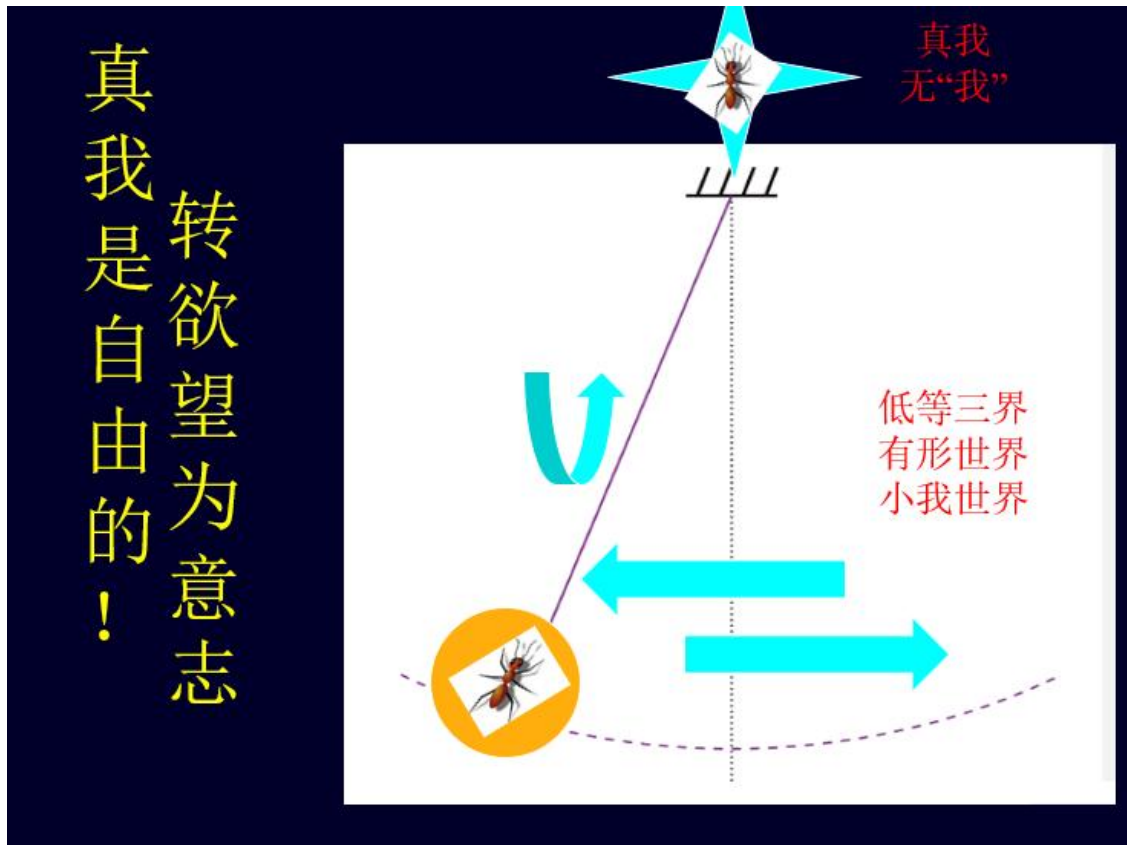 真我是自由的！
转欲望为意志
真我
无“我”
低等三界
有形世界
小我世界